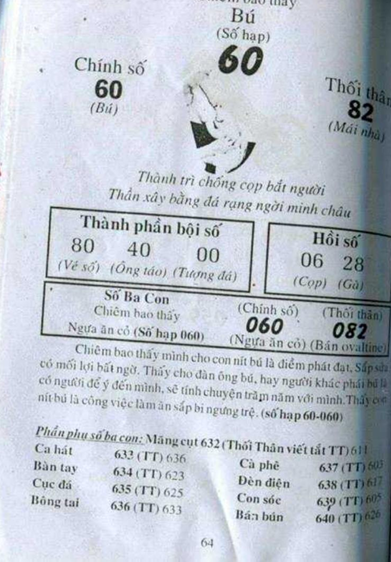 thấy
Bú
(Số hạp)
60
Chính số
60
(Bú)
Thối thân
82
(Mái nhà)
Thành trì chống cọp bắt người
Thần xây bằng đá rạng ngời minh châu
Thành phần bội số
80 40 00
(Vé số) (Ông táo) (Tượng đá)
Hồi số
06 28
(Cọp) (Gà)
Số Ba Con
Chiêm bao thấy
Ngựa ăn cỏ (Số hạp 060)
(Chính số)
060
(Ngựa ăn cỏ)
(Thối thân)
082
(Bán ovaltine)
Chiêm bao thấy mình cho con nít bú là điềm phát đạt. Sắp sửa
có mối lợi bất ngờ. Thấy cho đàn ông bú, hay người khác phái bú là
có người để ý đến mình, sẽ tính chuyện trăm năm với mình. Thấy con
nít bú là công việc làm ăn sắp bị ngưng trệ. (số hạp 60-060)
Phần phụ số ba con: Măng cụt 632 (Thối Thân viết tắt TT) 611
Ca hát 633 (TT) 636
Bàn tay 634 (TT) 623
Cục đá 635 (TT) 625
Bông tai 636 (TT) 633
Cà phê 637 (TT) 603
Đèn điện 638 (TT) 617
Con sóc 639 (TT) 605
Bán bún 640 (TT) 626
64